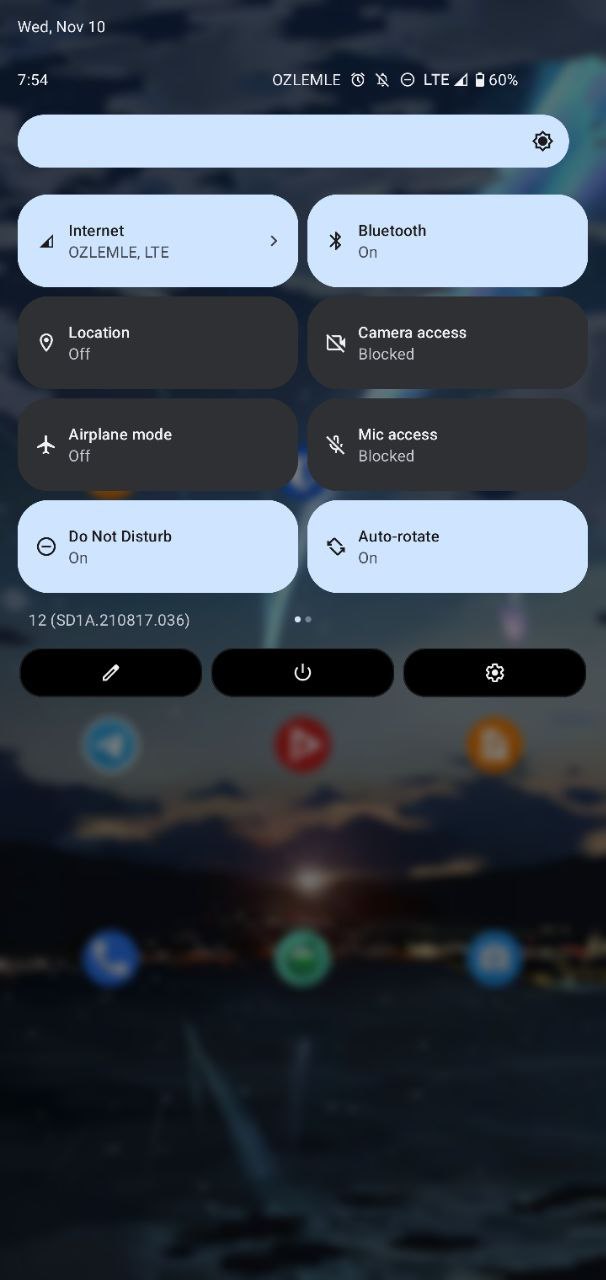 Wed, Nov 10
7:54
OZLEMLE LTE 60%
Internet
OZLEMLE, LTE
Bluetooth
On
Location
Off
Camera access
Blocked
Airplane mode
Off
Mic access
Blocked
Do Not Disturb
On
Auto-rotate
On
12 (SD1A.210817.036)